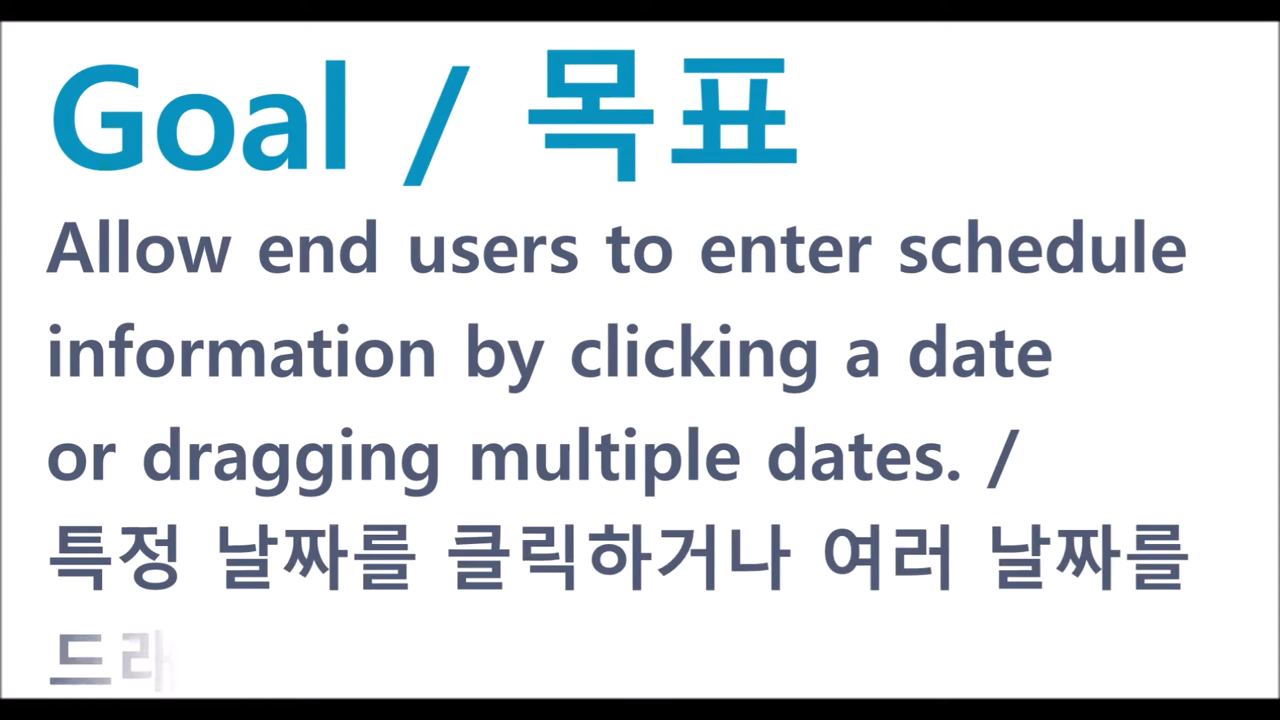 Goal / 목표
Allow end users to enter schedule
information by clicking a date
or dragging multiple dates. /
특정 날짜를 클릭하거나 여러 날짜를
드래